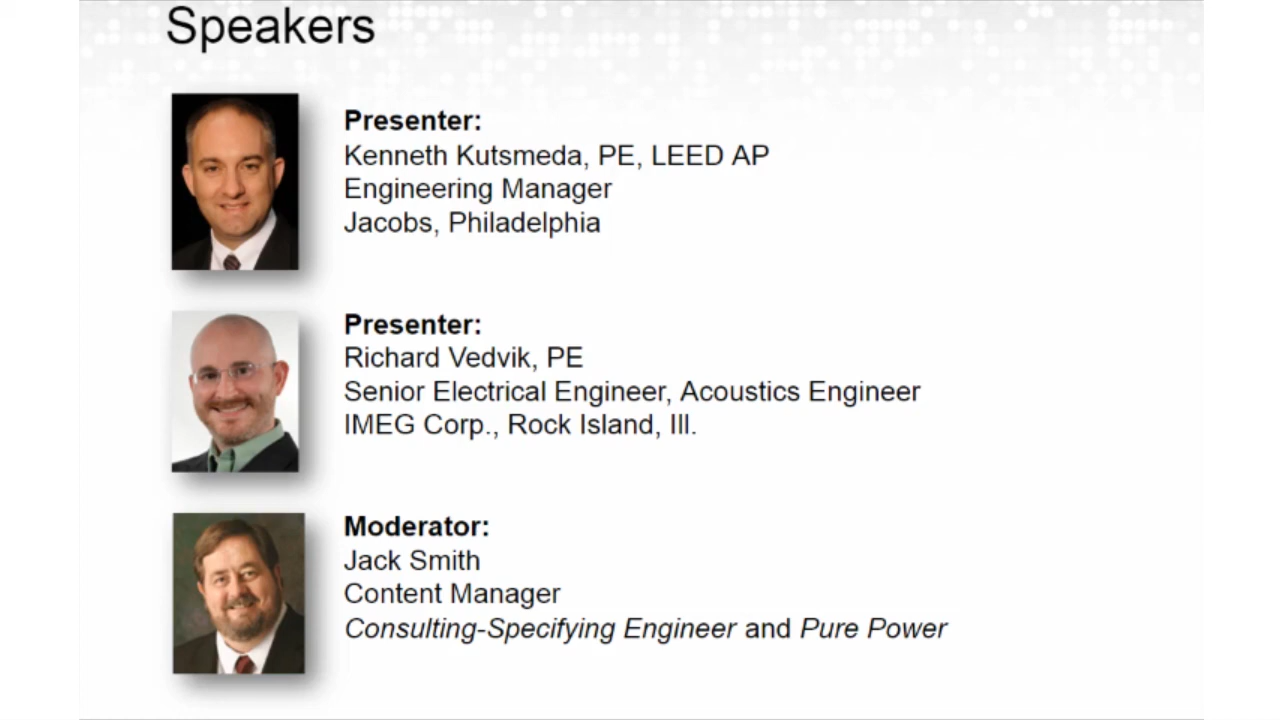 Speakers
Presenter:
Kenneth Kutsmeda, PE, LEED AP
Engineering Manager
Jacobs, Philadelphia
Presenter:
Richard Vedvik, PE
Senior Electrical Engineer, Acoustics Engineer
IMEG Corp., Rock Island, Ill.
Moderator:
Jack Smith
Content Manager
Consulting-Specifying Engineer and Pure Power